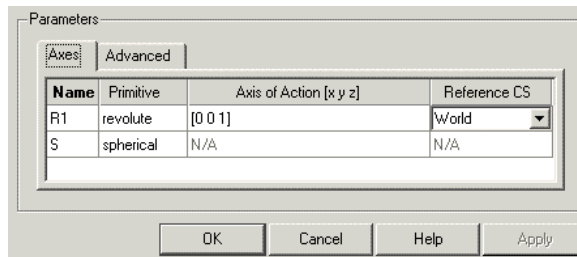 Parameters
Axes Advanced
Name Primitive Axis of Action [x y z] Reference CS
R1 revolute [0 0 1] World
S spherical N/A N/A
OK Cancel Help Apply